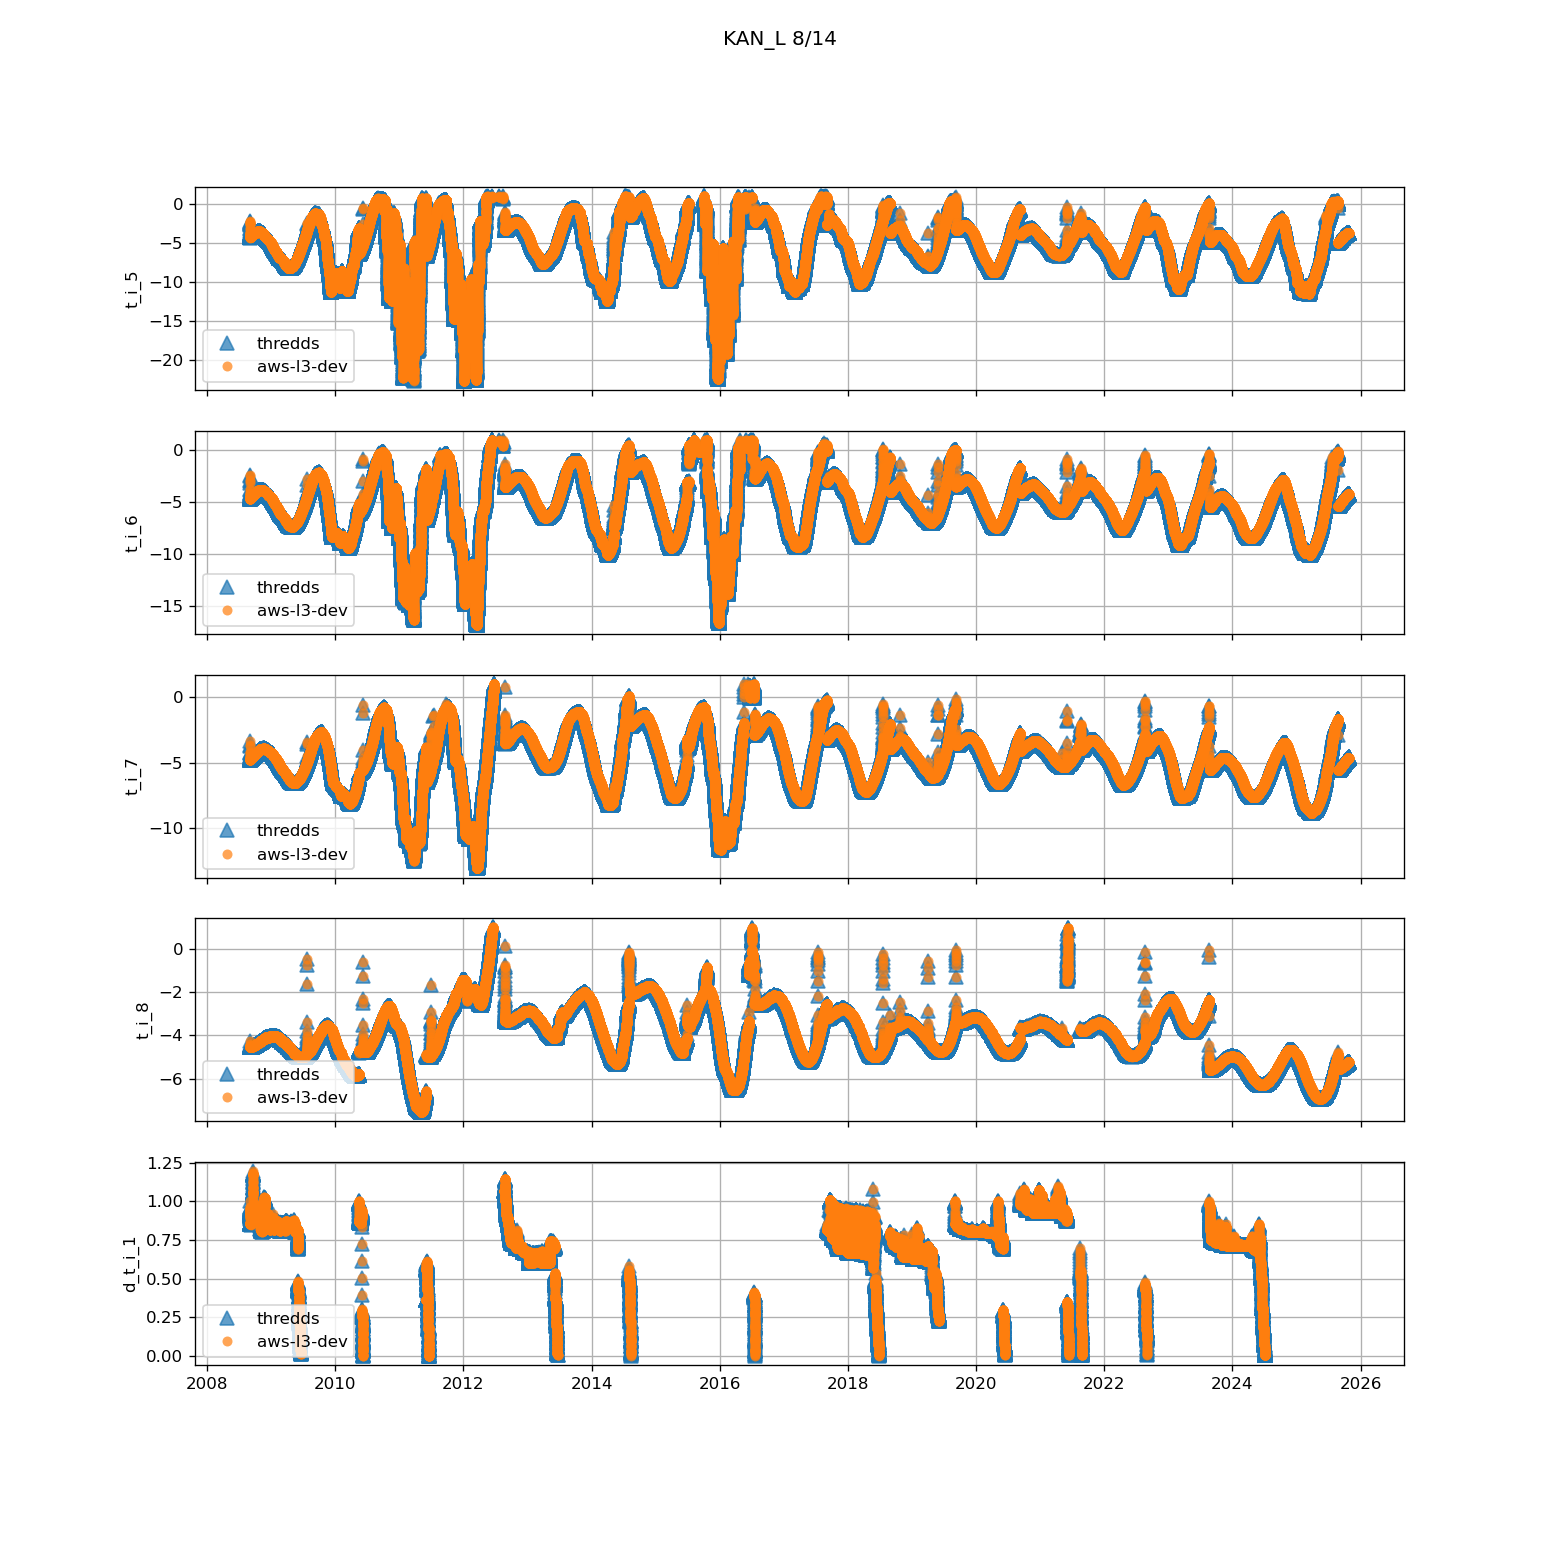 KAN_L 8/14
0
−5
−10
−15
−20
t_i_5
thredds
aws-l3-dev
0
−5
−10
−15
t_i_6
thredds
aws-l3-dev
0
−5
−10
t_i_7
thredds
aws-l3-dev
0
−2
−4
−6
t_i_8
thredds
aws-l3-dev
1.25
1.00
0.75
0.50
0.25
0.00
d_t_i_1
thredds
aws-l3-dev
2008 2010 2012 2014 2016 2018 2020 2022 2024 2026